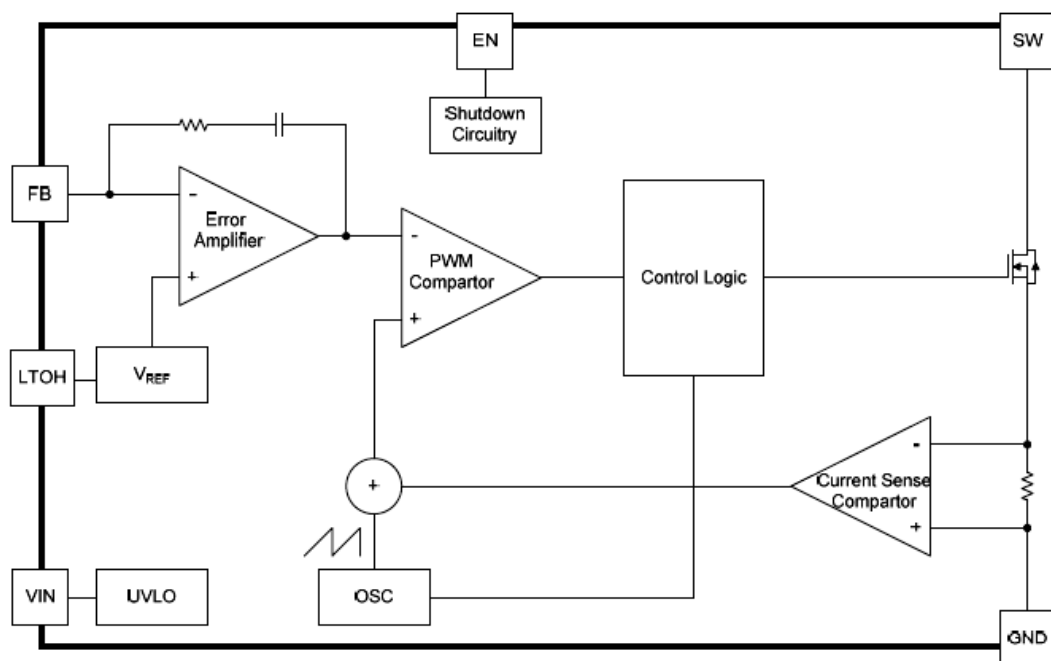 EN
SW
Shutdown
Circuitry
FB
-
Error
Amplifier
+
-
PWM
Compartor
+
Control Logic
LTOH
VREF
-
Current Sense
Compartor
+
+
VIN
UVLO
OSC
GND